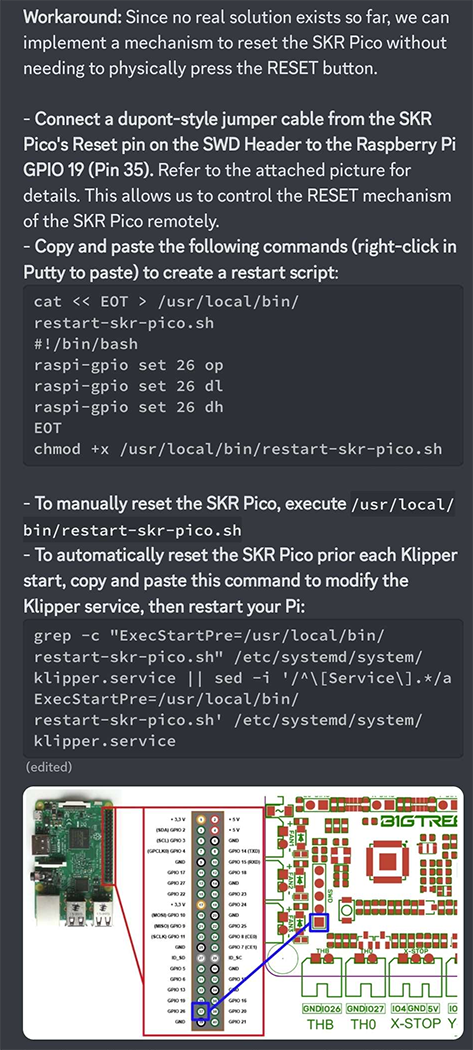 Workaround: Since no real solution exists so far, we can
implement a mechanism to reset the SKR Pico without
needing to physically press the RESET button.
- Connect a dupont-style jumper cable from the SKR
Pico's Reset pin on the SWD Header to the Raspberry Pi
GPIO 19 (Pin 35). Refer to the attached picture for
details. This allows us to control the RESET mechanism
of the SKR Pico remotely.
- Copy and paste the following commands (right-click in
Putty to paste) to create a restart script:
cat << EOT > /usr/local/bin/
restart-skr-pico.sh
#!/bin/bash
raspi-gpio set 26 op
raspi-gpio set 26 dl
raspi-gpio set 26 dh
EOT
chmod +x /usr/local/bin/restart-skr-pico.sh
- To manually reset the SKR Pico, execute /usr/local/
bin/restart-skr-pico.sh
- To automatically reset the SKR Pico prior each Klipper
start, copy and paste this command to modify the
Klipper service, then restart your Pi:
grep -c "ExecStartPre=/usr/local/bin/
restart-skr-pico.sh" /etc/systemd/system/
klipper.service || sed -i '/^\[Service\].*/a
ExecStartPre=/usr/local/bin/
restart-skr-pico.sh' /etc/systemd/system/
klipper.service
(edited)
+ 3,3 V + 5 V
(SDA) GPIO 2 + 5 V
(SCL) GPIO 3 GND
(GPCLK0) GPIO 4 GPIO 14 (TXD)
GND GPIO 15 (RXD)
GPIO 17 GPIO 18
GPIO 27 GND
GPIO 22 GPIO 23
+ 3,3 V GPIO 24
(MOSI) GPIO 10 GND
(MISO) GPIO 9 GPIO 25
(SCLK) GPIO 11 GPIO 8 (CE0)
GND GPIO 7 (CE1)
ID_SD ID_SC
GPIO 5 GND
GPIO 6 GPIO 12
GPIO 13 GND
GPIO 19 GPIO 16
GPIO 26 GPIO 20
GND GPIO 21
BIGTREE
FAN1
FAN2
FAN3
SWD
THB TH0 X-STOP
GND IO26 GND IO27 IO4 GND 5V
THB TH0 X-STOP Y